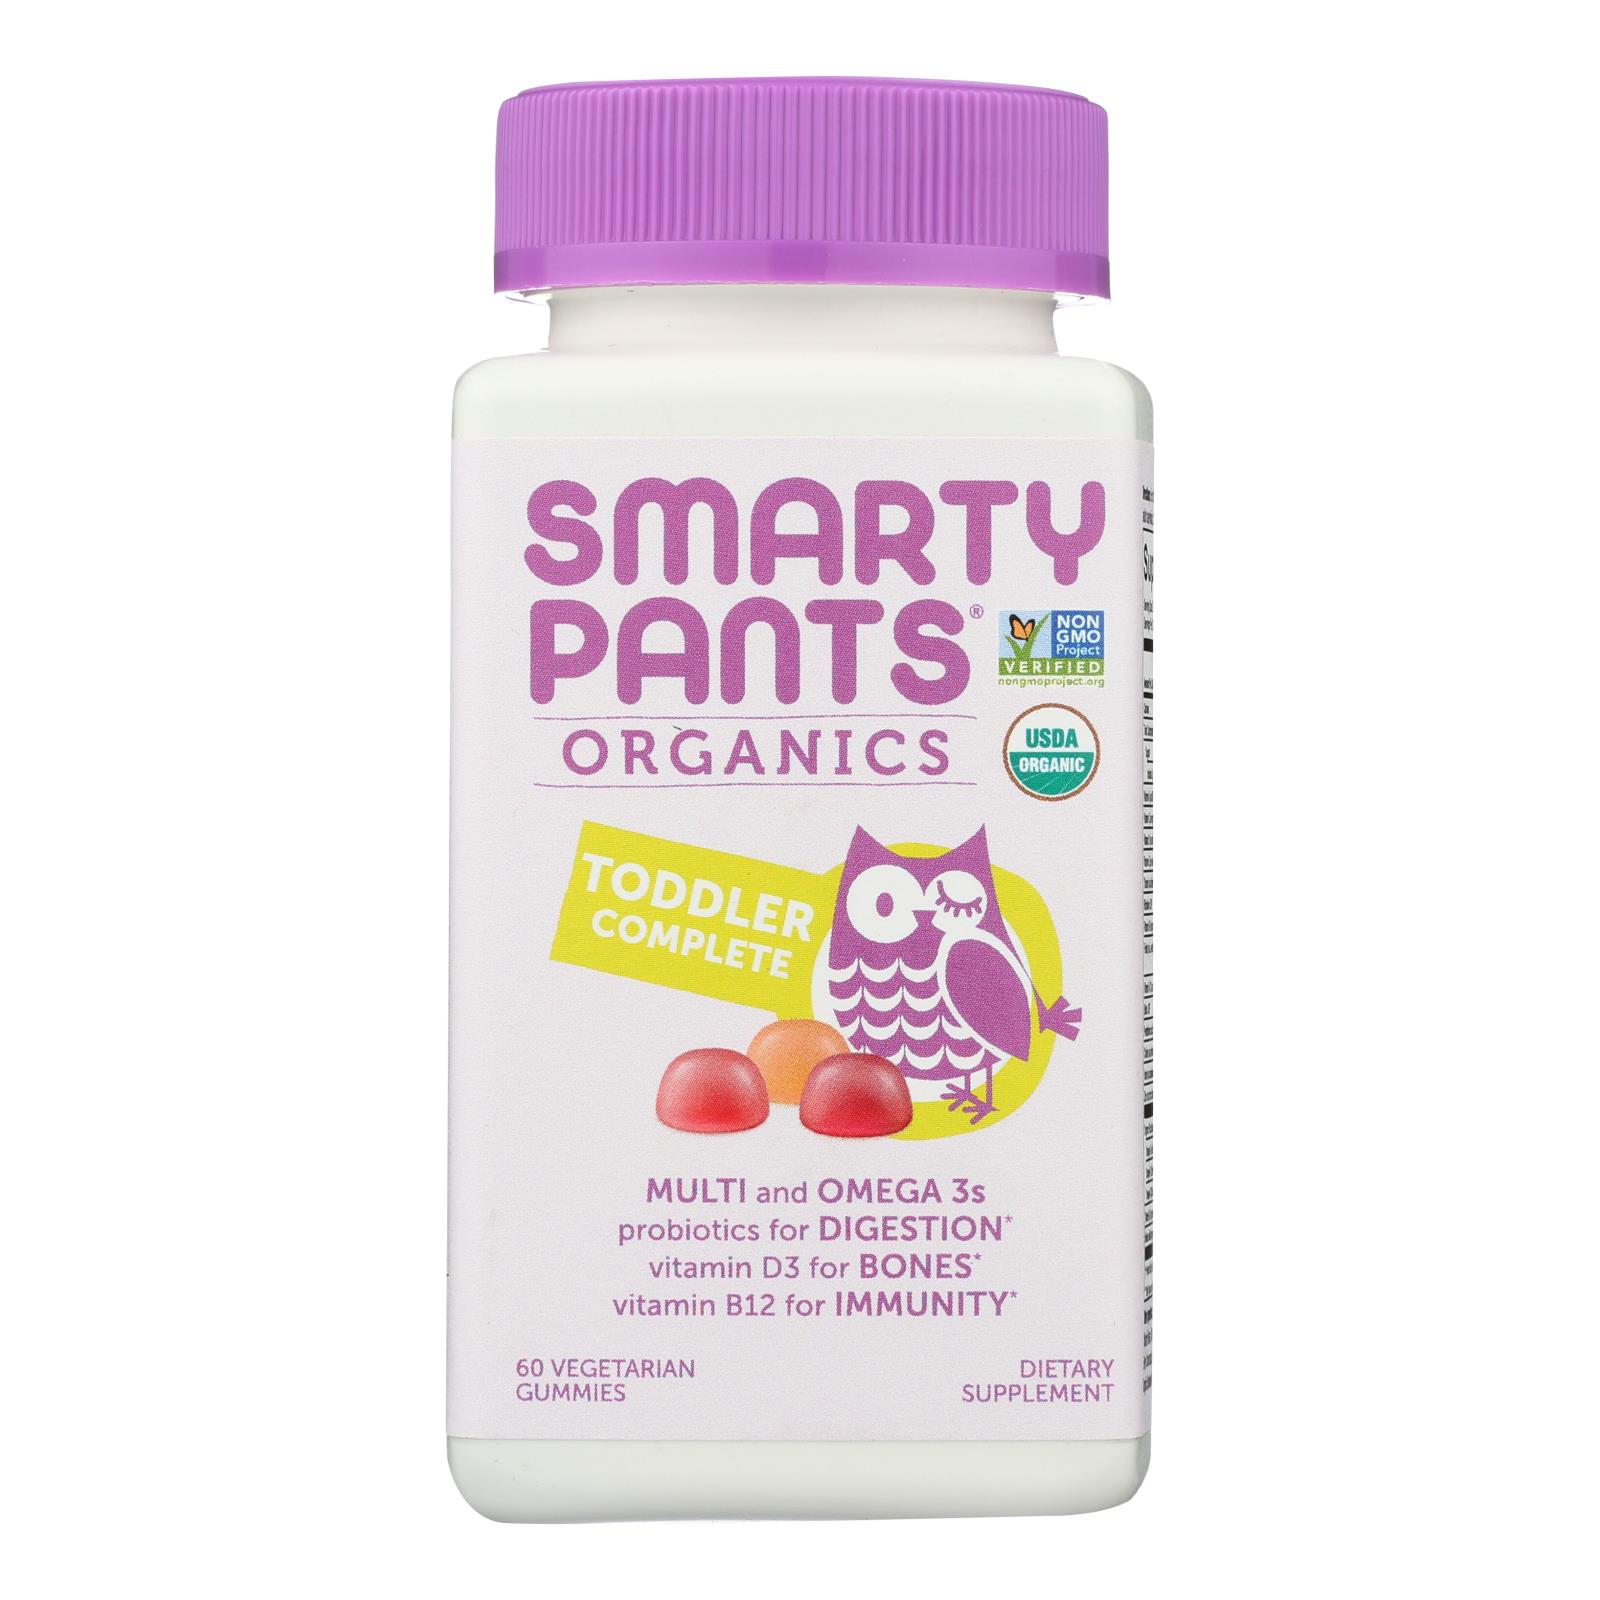 SMARTY
PANTS®
ORGANICS
NON
GMO
Project
VERIFIED
nongmoproject.org
USDA
ORGANIC
TODDLER
COMPLETE
MULTI and OMEGA 3s
probiotics for DIGESTION*
vitamin D3 for BONES*
vitamin B12 for IMMUNITY*
60 VEGETARIAN
GUMMIES
DIETARY
SUPPLEMENT